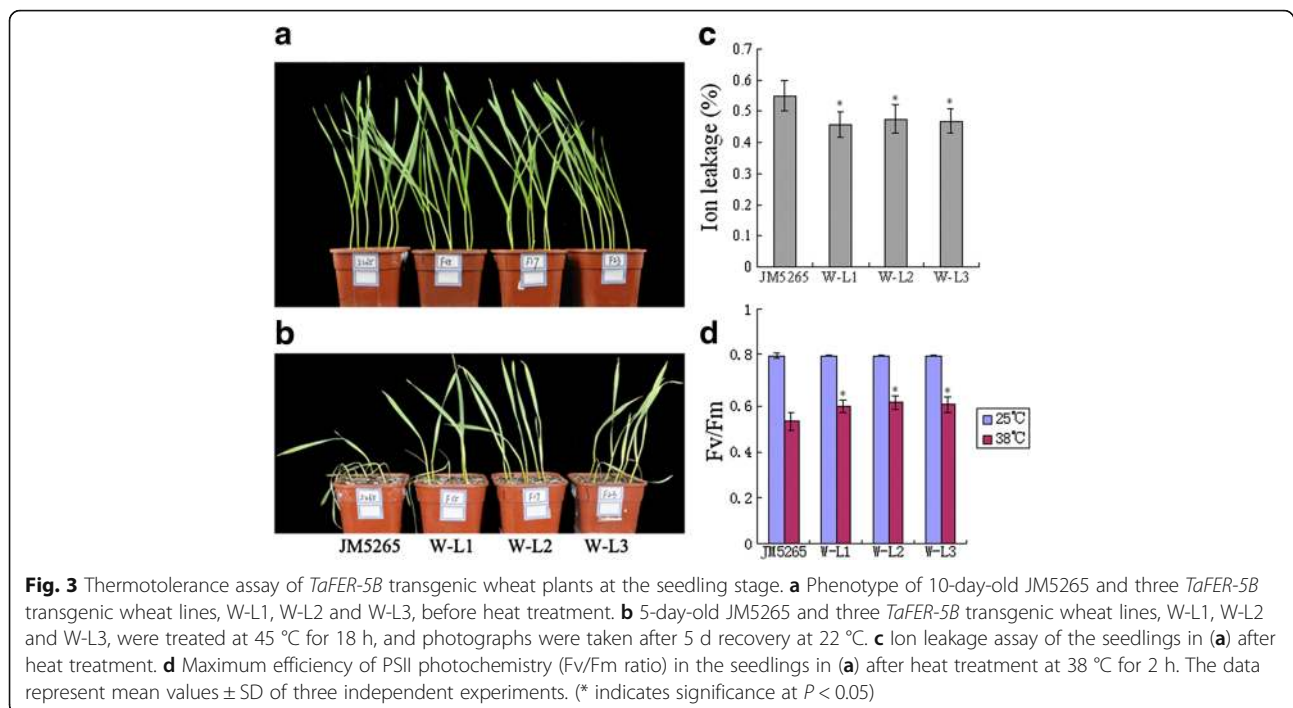 a
b
JM5265 W-L1 W-L2 W-L3
c
0.7
0.6
0.5
0.4
0.3
0.2
0.1
0
Ion leakage (%)
* * *
JM5265 W-L1 W-L2 W-L3
d
1
0.8
0.6
0.4
0.2
0
Fv/Fm
* * *
JM5265 W-L1 W-L2 W-L3
25℃
38℃
Fig. 3 Thermotolerance assay of TaFER-5B transgenic wheat plants at the seedling stage. a Phenotype of 10-day-old JM5265 and three TaFER-5B
transgenic wheat lines, W-L1, W-L2 and W-L3, before heat treatment. b 5-day-old JM5265 and three TaFER-5B transgenic wheat lines, W-L1, W-L2
and W-L3, were treated at 45 °C for 18 h, and photographs were taken after 5 d recovery at 22 °C. c Ion leakage assay of the seedlings in (a) after
heat treatment. d Maximum efficiency of PSII photochemistry (Fv/Fm ratio) in the seedlings in (a) after heat treatment at 38 °C for 2 h. The data
represent mean values ± SD of three independent experiments. (* indicates significance at P < 0.05)